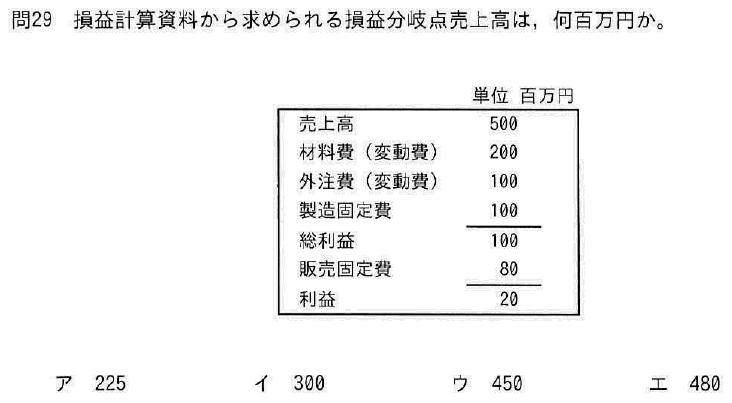 問29 損益計算資料から求められる損益分岐点売上高は，何百万円か。
単位 百万円
売上高 500
材料費（変動費） 200
外注費（変動費） 100
製造固定費 100
総利益 100
販売固定費 80
利益 20
ア 225 イ 300 ウ 450 エ 480